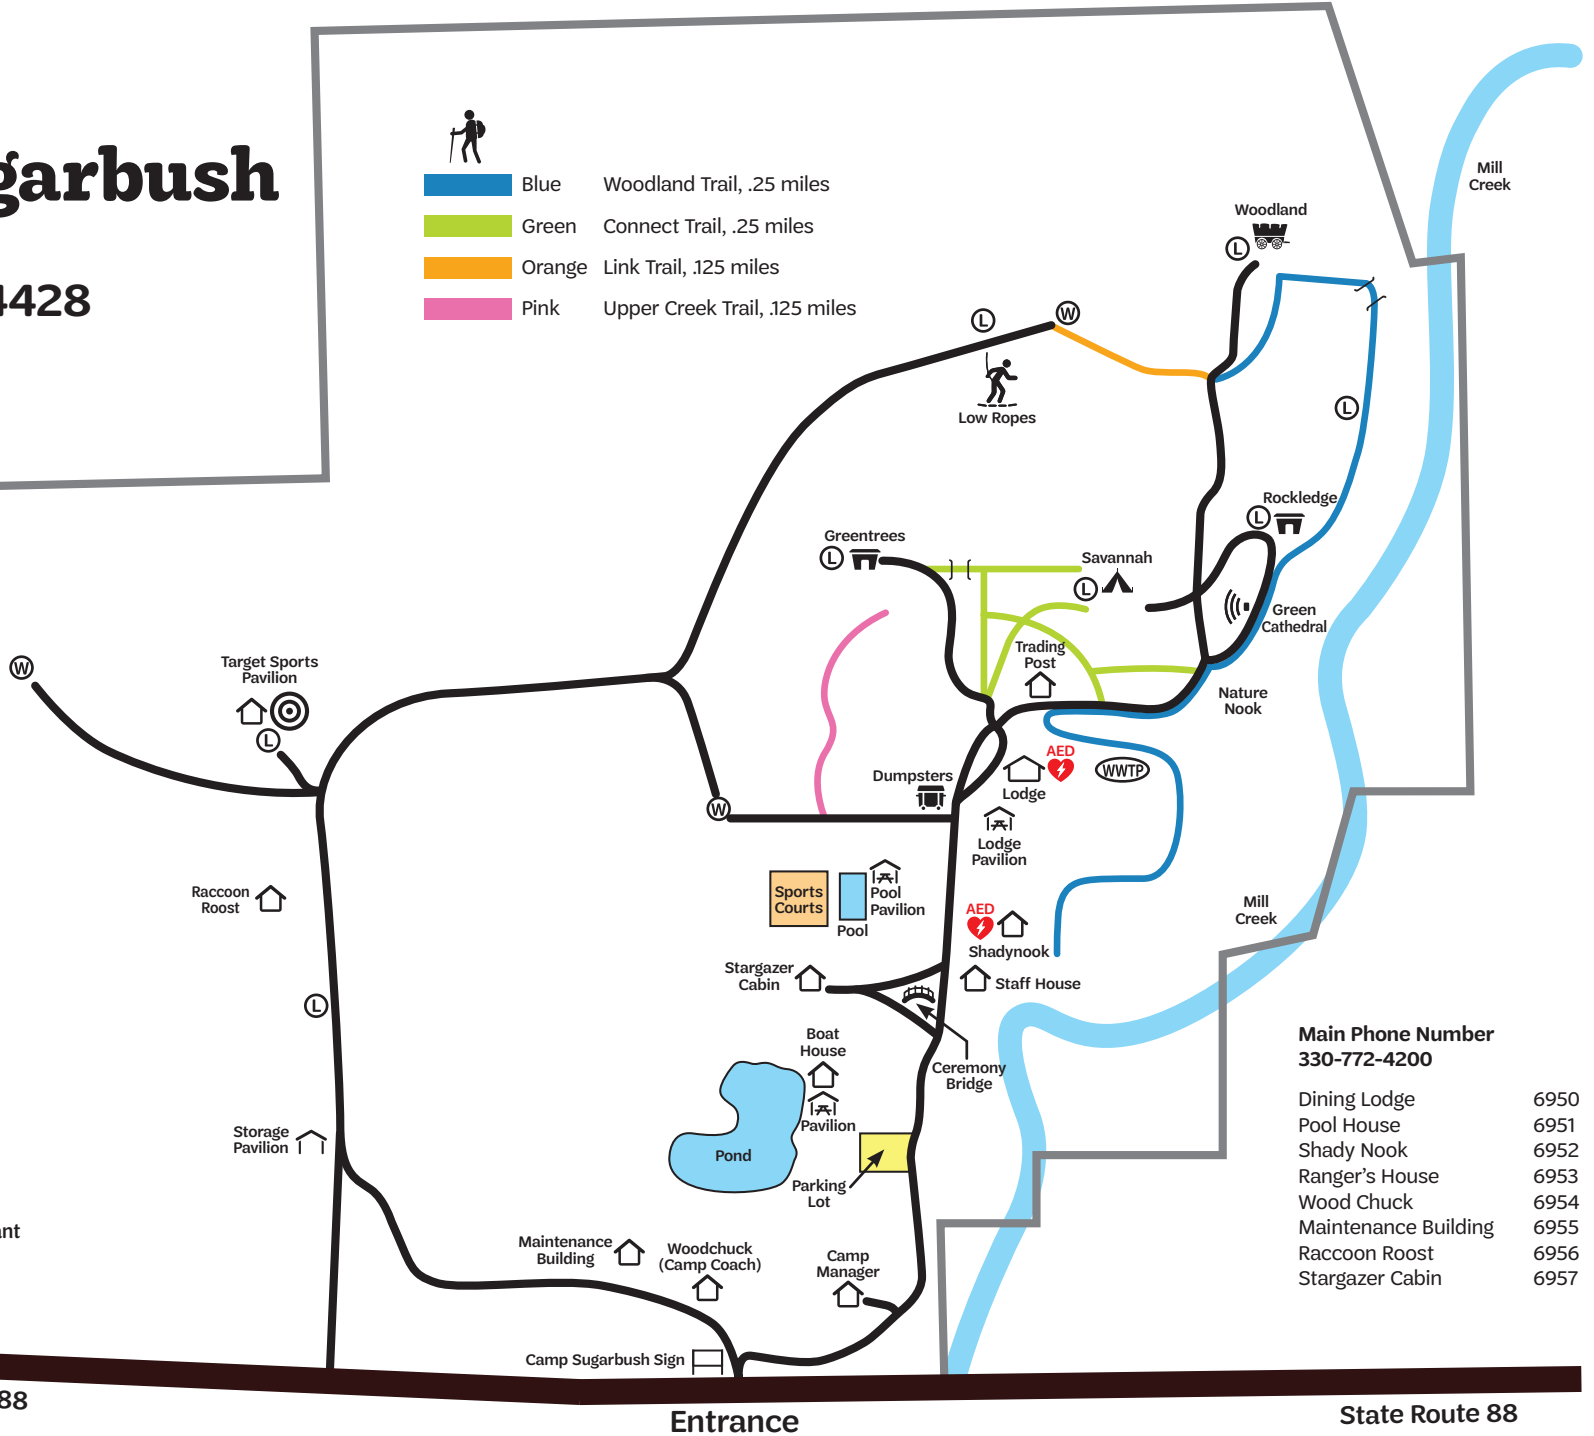 garbush
4428
Blue Woodland Trail, .25 miles
Green Connect Trail, .25 miles
Orange Link Trail, .125 miles
Pink Upper Creek Trail, .125 miles
Mill
Creek
Woodland
L
L
W
Low Ropes
L
Rockledge
L
Greentrees
L
Savannah
L
Green
Cathedral
Trading
Post
Nature
Nook
W
Target Sports
Pavilion
L
AED
WWTP
Lodge
Dumpsters
W
Lodge
Pavilion
Sports
Courts
Pool
Pavilion
Pool
Raccoon
Roost
AED
Shadynook
Mill
Creek
Stargazer
Cabin
Staff House
L
Boat
House
Ceremony
Bridge
Pavilion
Storage
Pavilion
Pond
Parking
Lot
Main Phone Number
330-772-4200
Dining Lodge 6950
Pool House 6951
Shady Nook 6952
Ranger's House 6953
Wood Chuck 6954
Maintenance Building 6955
Raccoon Roost 6956
Stargazer Cabin 6957
ant
Maintenance
Building
Woodchuck
(Camp Coach)
Camp
Manager
Camp Sugarbush Sign
88
Entrance
State Route 88